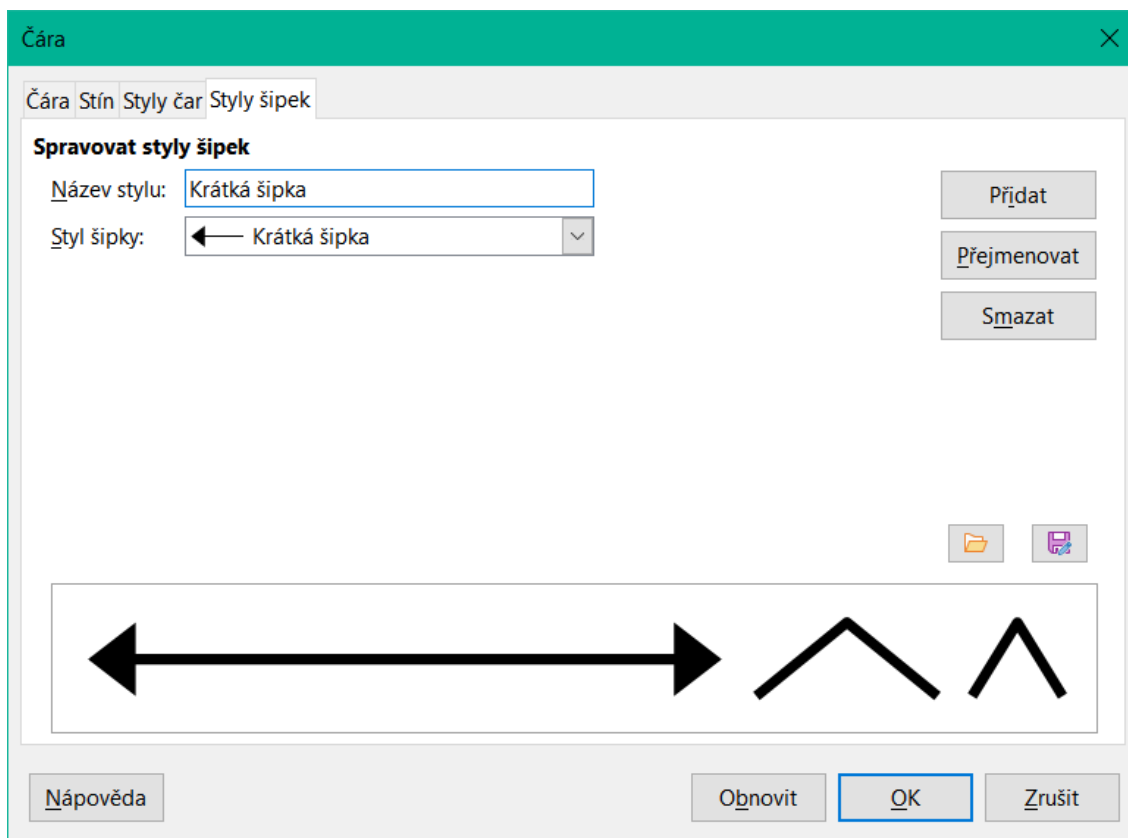 Čára
Čára Stín Styly čar Styly šipek
Spravovat styly šipek
Název stylu: Krátká šipka
Styl šipky: Krátká šipka
Přidat
Přejmenovat
Smazat
Nápověda Obnovit OK Zrušit